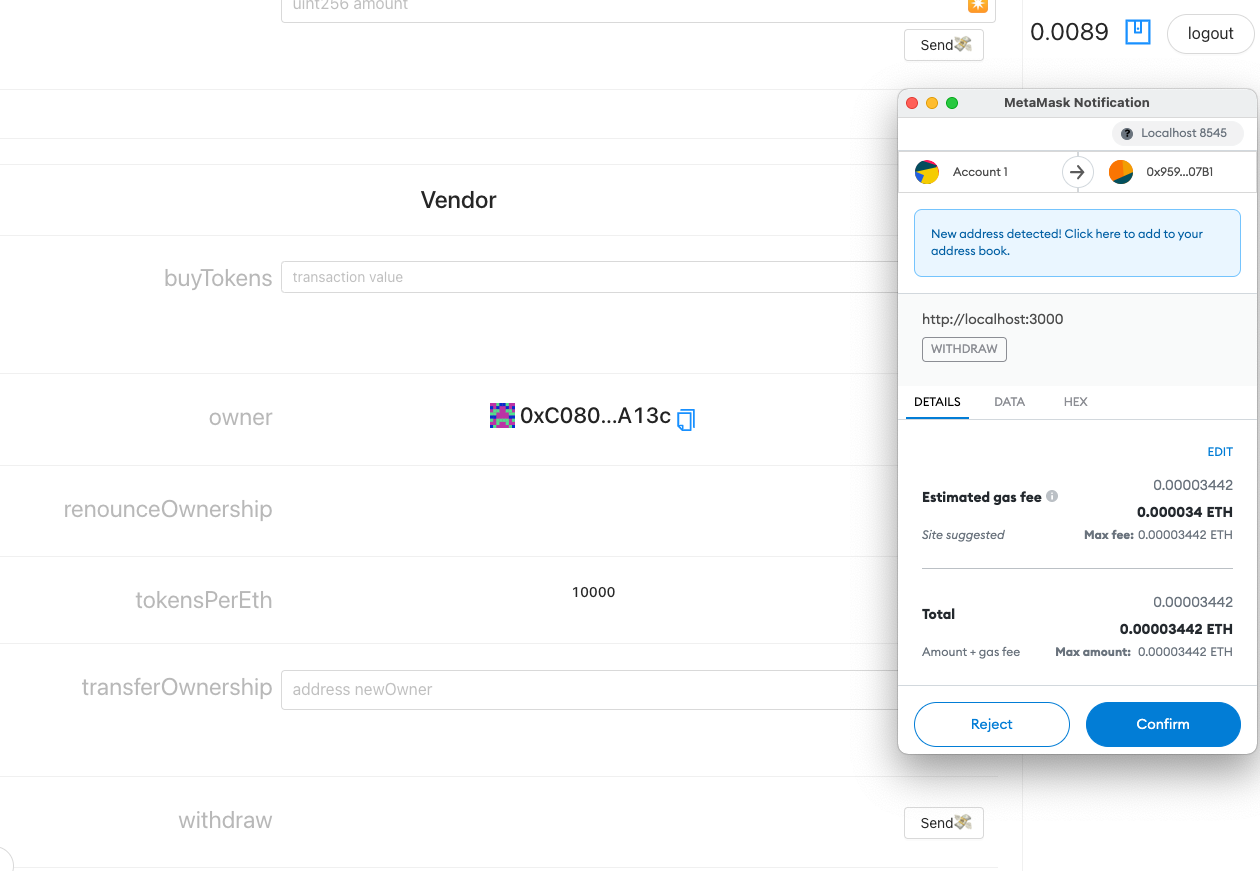 uint256 amount
Send💸
0.0089
logout
Vendor
buyTokens
transaction value
owner
0xC080...A13c
renounceOwnership
tokensPerEth
10000
transferOwnership
address newOwner
withdraw
Send💸
MetaMask Notification
? Localhost 8545
Account 1
0x959...07B1
New address detected! Click here to add to your
address book.
http://localhost:3000
WITHDRAW
DETAILS
DATA
HEX
EDIT
0.00003442
Estimated gas fee
0.000034 ETH
Site suggested
Max fee: 0.00003442 ETH
0.00003442
Total
0.00003442 ETH
Amount + gas fee
Max amount: 0.00003442 ETH
Reject
Confirm